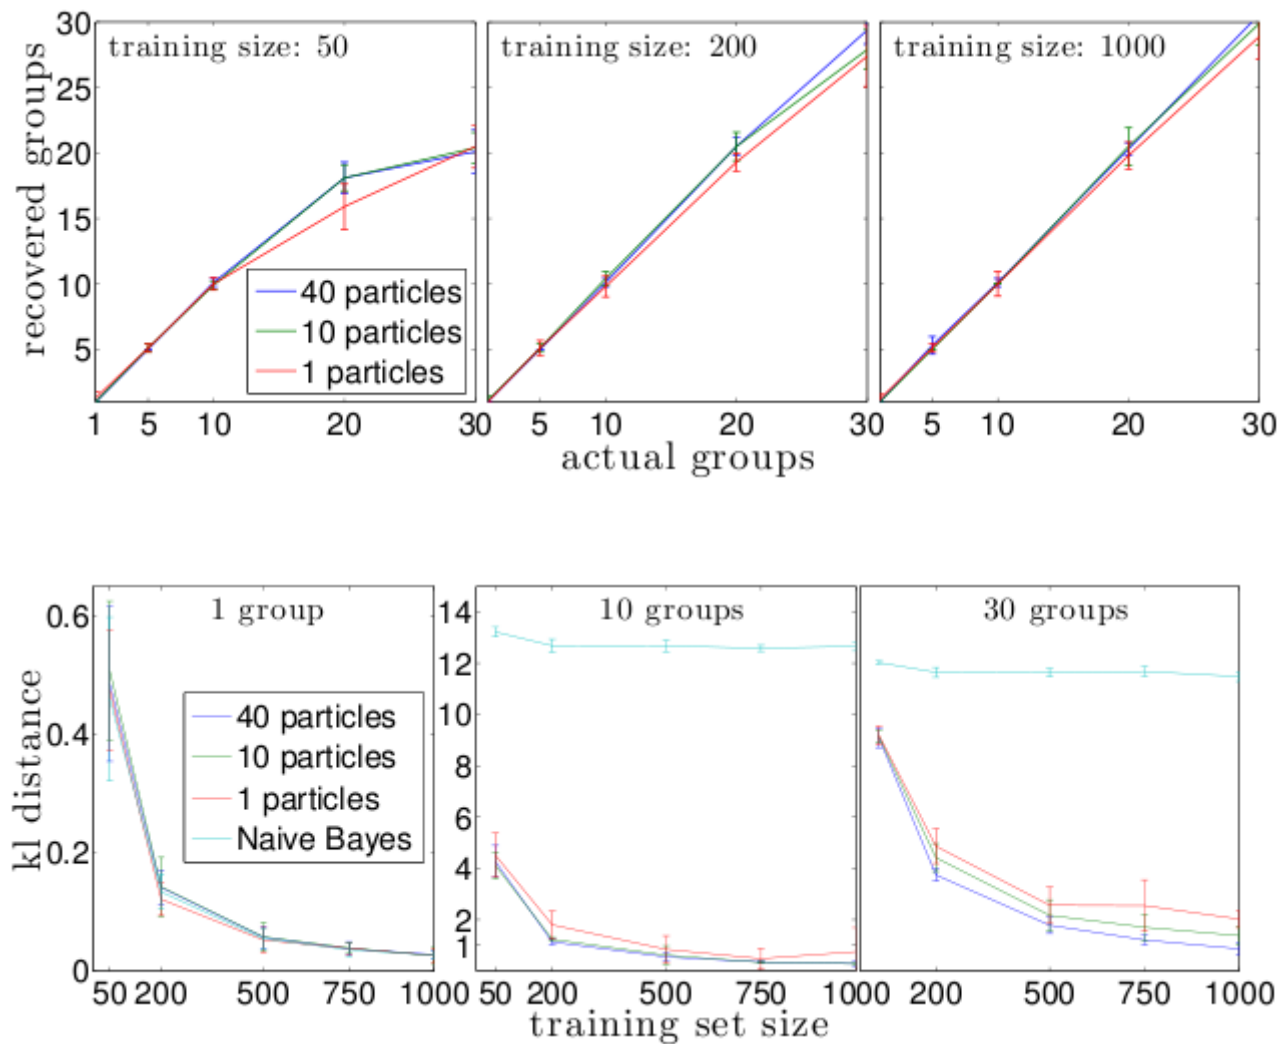 30
25
20
15
10
5
recovered groups
training size: 50
training size: 200
training size: 1000
40 particles
10 particles
1 particles
1 5 10 20 30
5 10 20 30
5 10 20 30
actual groups
0.6
0.4
0.2
0
kl distance
1 group
40 particles
10 particles
1 particles
Naive Bayes
14
12
10
8
6
4
2
1
10 groups
30 groups
50 200 500 750 1000
50 200 500 750 1000
200 500 750 1000
training set size